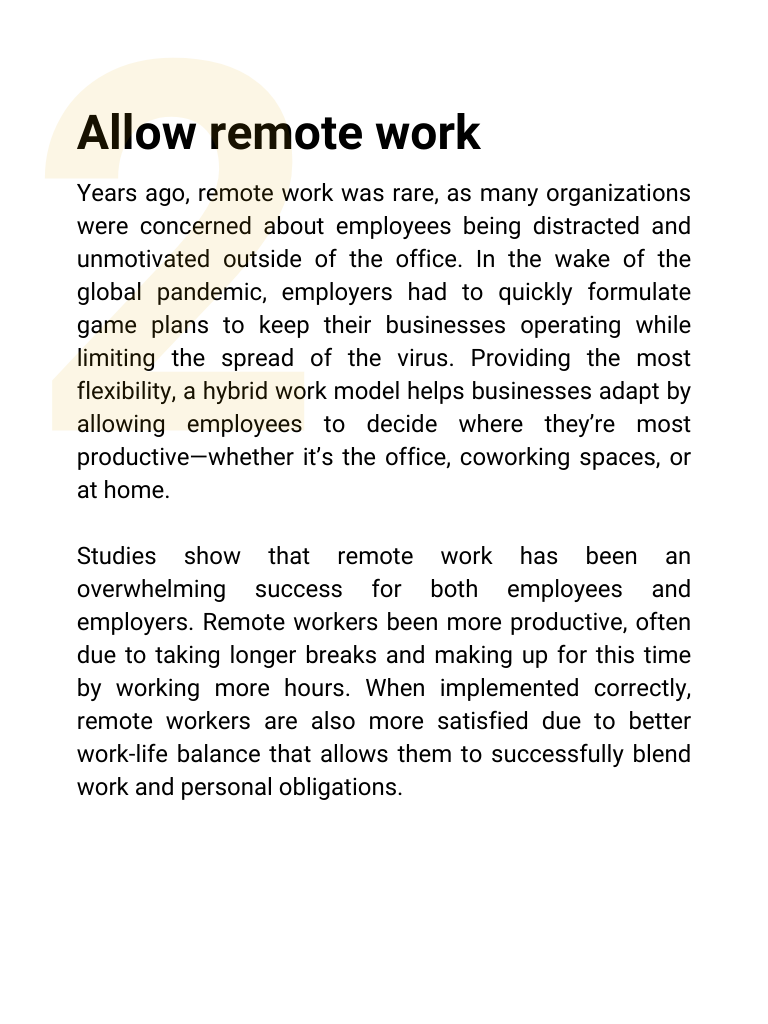 2
Allow remote work
Years ago, remote work was rare, as many organizations
were concerned about employees being distracted and
unmotivated outside of the office. In the wake of the
global pandemic, employers had to quickly formulate
game plans to keep their businesses operating while
limiting the spread of the virus. Providing the most
flexibility, a hybrid work model helps businesses adapt by
allowing employees to decide where they’re most
productive—whether it’s the office, coworking spaces, or
at home.
Studies show that remote work has been an
overwhelming success for both employees and
employers. Remote workers been more productive, often
due to taking longer breaks and making up for this time
by working more hours. When implemented correctly,
remote workers are also more satisfied due to better
work-life balance that allows them to successfully blend
work and personal obligations.